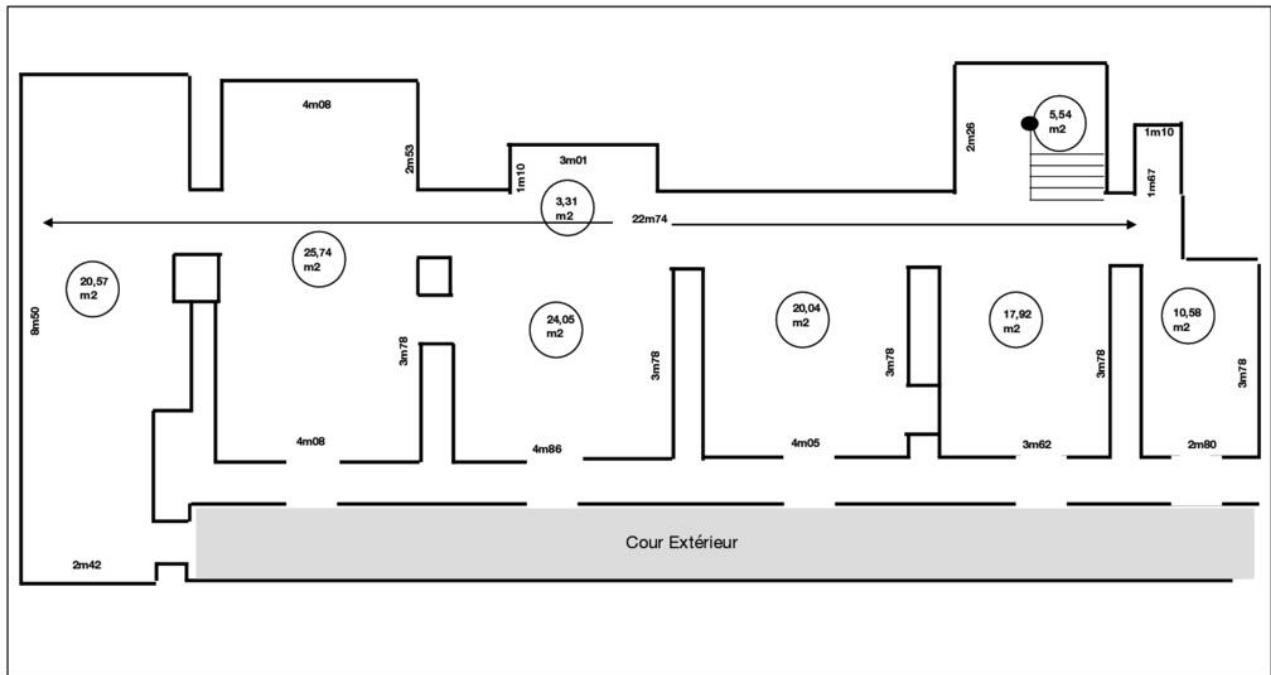 4m08
2m53
1m10
3m01
2m26
5,54
m2
1m10
1m67
3,31
m2
22m74
25,74
m2
20,57
m2
8m50
24,05
m2
20,04
m2
17,92
m2
10,58
m2
3m78
3m78
3m78
3m78
3m78
4m08
4m86
4m05
3m62
2m80
Cour Extérieur
2m42